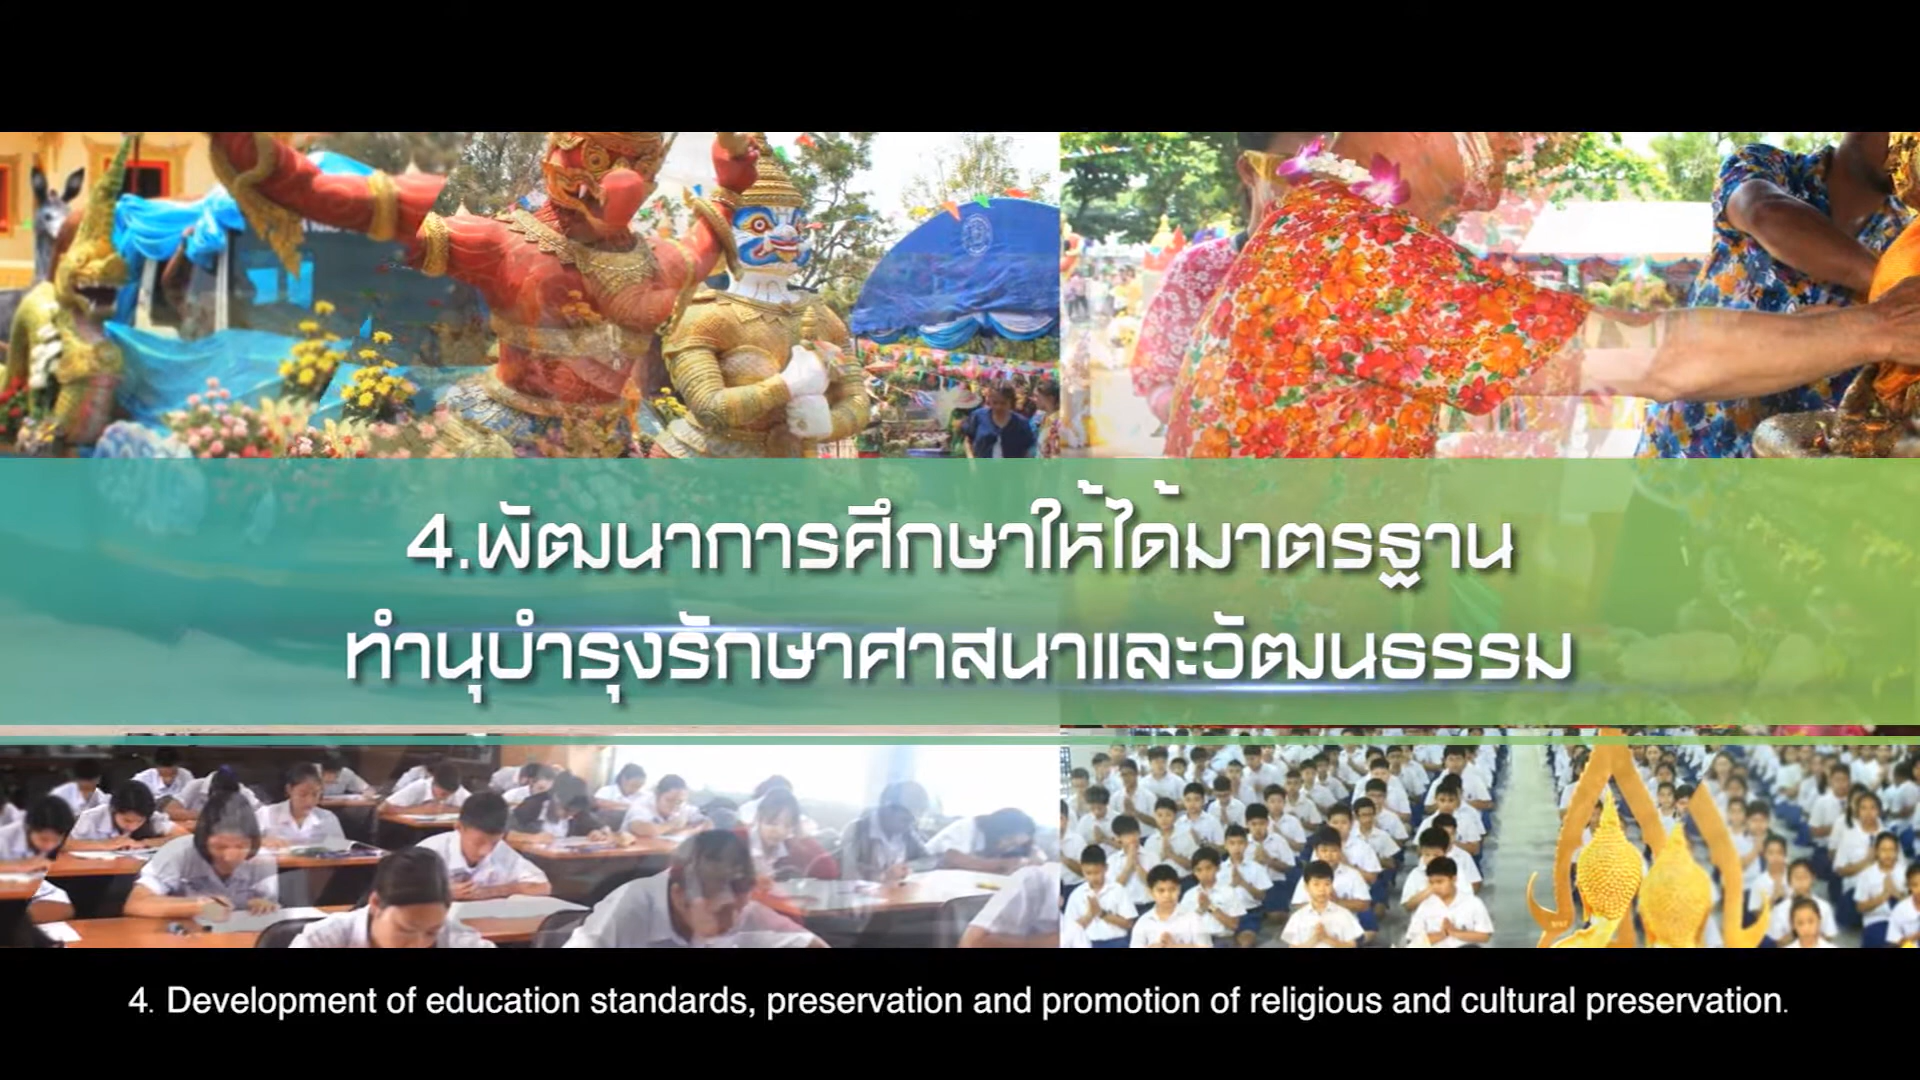 4.พัฒนาการศึกษาให้ได้มาตรฐาน
ทำนุบำรุงรักษาศาสนาและวัฒนธรรม
4. Development of education standards, preservation and promotion of religious and cultural preservation.